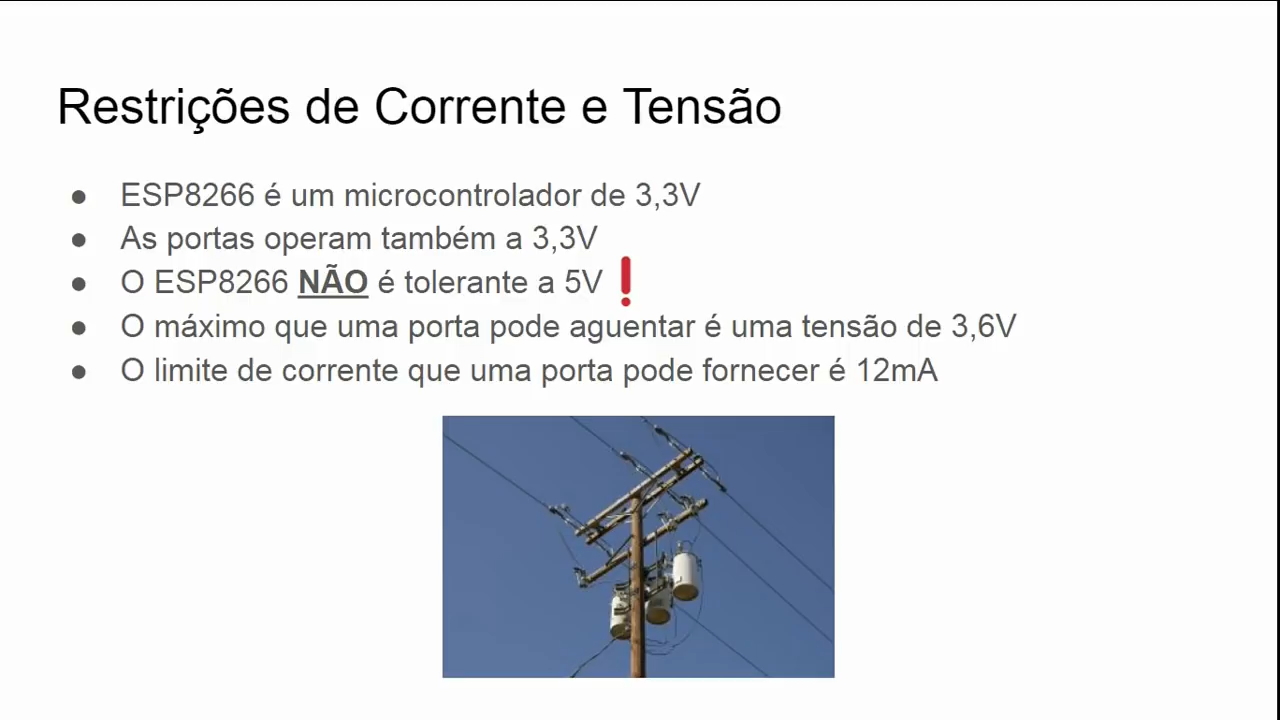 Restrições de Corrente e Tensão
● ESP8266 é um microcontrolador de 3,3V
● As portas operam também a 3,3V
● O ESP8266 NÃO é tolerante a 5V❗
● O máximo que uma porta pode aguentar é uma tensão de 3,6V
● O limite de corrente que uma porta pode fornecer é 12mA